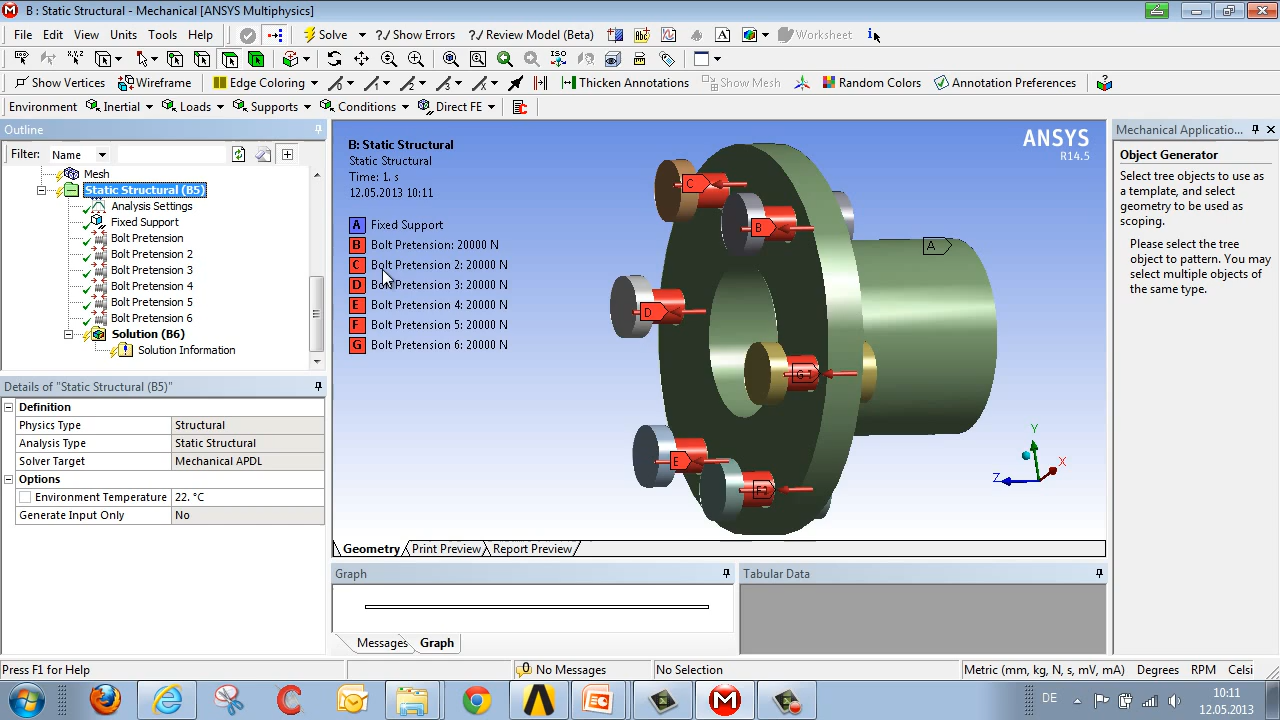 B : Static Structural - Mechanical [ANSYS Multiphysics]
File Edit View Units Tools Help Solve ?/ Show Errors ?/ Review Model (Beta) A Worksheet i
Show Vertices Wireframe Edge Coloring Thicken Annotations Show Mesh Random Colors Annotation Preferences
Environment Inertial Loads Supports Conditions Direct FE
Outline
Filter: Name
Mesh
Static Structural (B5)
Analysis Settings
Fixed Support
Bolt Pretension
Bolt Pretension 2
Bolt Pretension 3
Bolt Pretension 4
Bolt Pretension 5
Bolt Pretension 6
Solution (B6)
Solution Information
Details of "Static Structural (B5)"
Definition
Physics Type Structural
Analysis Type Static Structural
Solver Target Mechanical APDL
Options
Environment Temperature 22. °C
Generate Input Only No
B: Static Structural
Static Structural
Time: 1. s
12.05.2013 10:11
A Fixed Support
B Bolt Pretension: 20000 N
C Bolt Pretension 2: 20000 N
D Bolt Pretension 3: 20000 N
E Bolt Pretension 4: 20000 N
F Bolt Pretension 5: 20000 N
G Bolt Pretension 6: 20000 N
ANSYS
R14.5
C
B
A
D
E
Y
X
Z
Geometry Print Preview Report Preview
Graph
Messages Graph
Tabular Data
Mechanical Applicatio...
Object Generator
Select tree objects to use as
a template, and select
geometry to be used as
scoping.
Please select the tree
object to pattern. You may
select multiple objects of
the same type.
Press F1 for Help 0 No Messages No Selection Metric (mm, kg, N, s, mV, mA) Degrees RPM Celsi
DE 10:11
12.05.2013